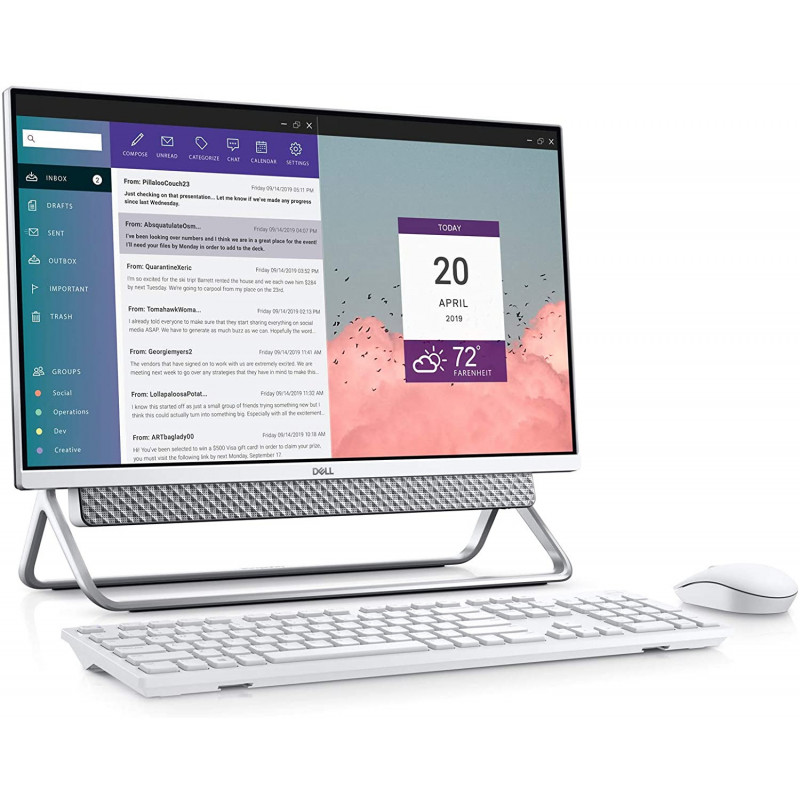 INBOX 2
DRAFTS
SENT
OUTBOX
IMPORTANT
TRASH
GROUPS
Social
Operations
Dev
Creative
COMPOSE UNREAD CATEGORIZE CHAT CALENDAR SETTINGS
From: PillalooCouch23 Friday 09/14/2019 05:11 PM
Just checking on that presentation... Let me know if we've made any progress
since last Wednesday.
From: AbsquatulateOsm... Friday 09/14/2019 04:07 PM
I've been looking over numbers and I think we are in a great place for the event!
I'll need your files by Monday in order to add to the deck.
From: QuarantineXeric Friday 09/14/2019 03:52 PM
I'm so excited for the ski trip! Barrett rented the house and we each owe him $284
by next Tuesday. We're going to carpool from my place on the 23rd.
From: TomahawkWoma... Friday 09/14/2019 02:13 PM
I already told everyone to make sure that they start sharing everything on social
media ASAP. We have to generate as much buzz as we can. Hopefully the word...
From: Georgiemyers2 Friday 09/14/2019 11:41 AM
The vendors that have signed on to work with us are extremely excited. We are
meeting next week to go over any strategies that they have in mind to make this...
From: LollapaloosaPotat... Friday 09/14/2019 11:32 AM
I know this started off as just a small group of friends trying something new but I
think this could actually turn into something big. Especially with all the excitement...
From: ARTbaglady00 Friday 09/14/2019 10:18 AM
Hi! You've been selected to win a $500 Visa gift card! In order to claim your prize,
you must visit the following link by next Monday, September 17
TODAY
20
APRIL
2019
72°
FARENHEIT
DELL